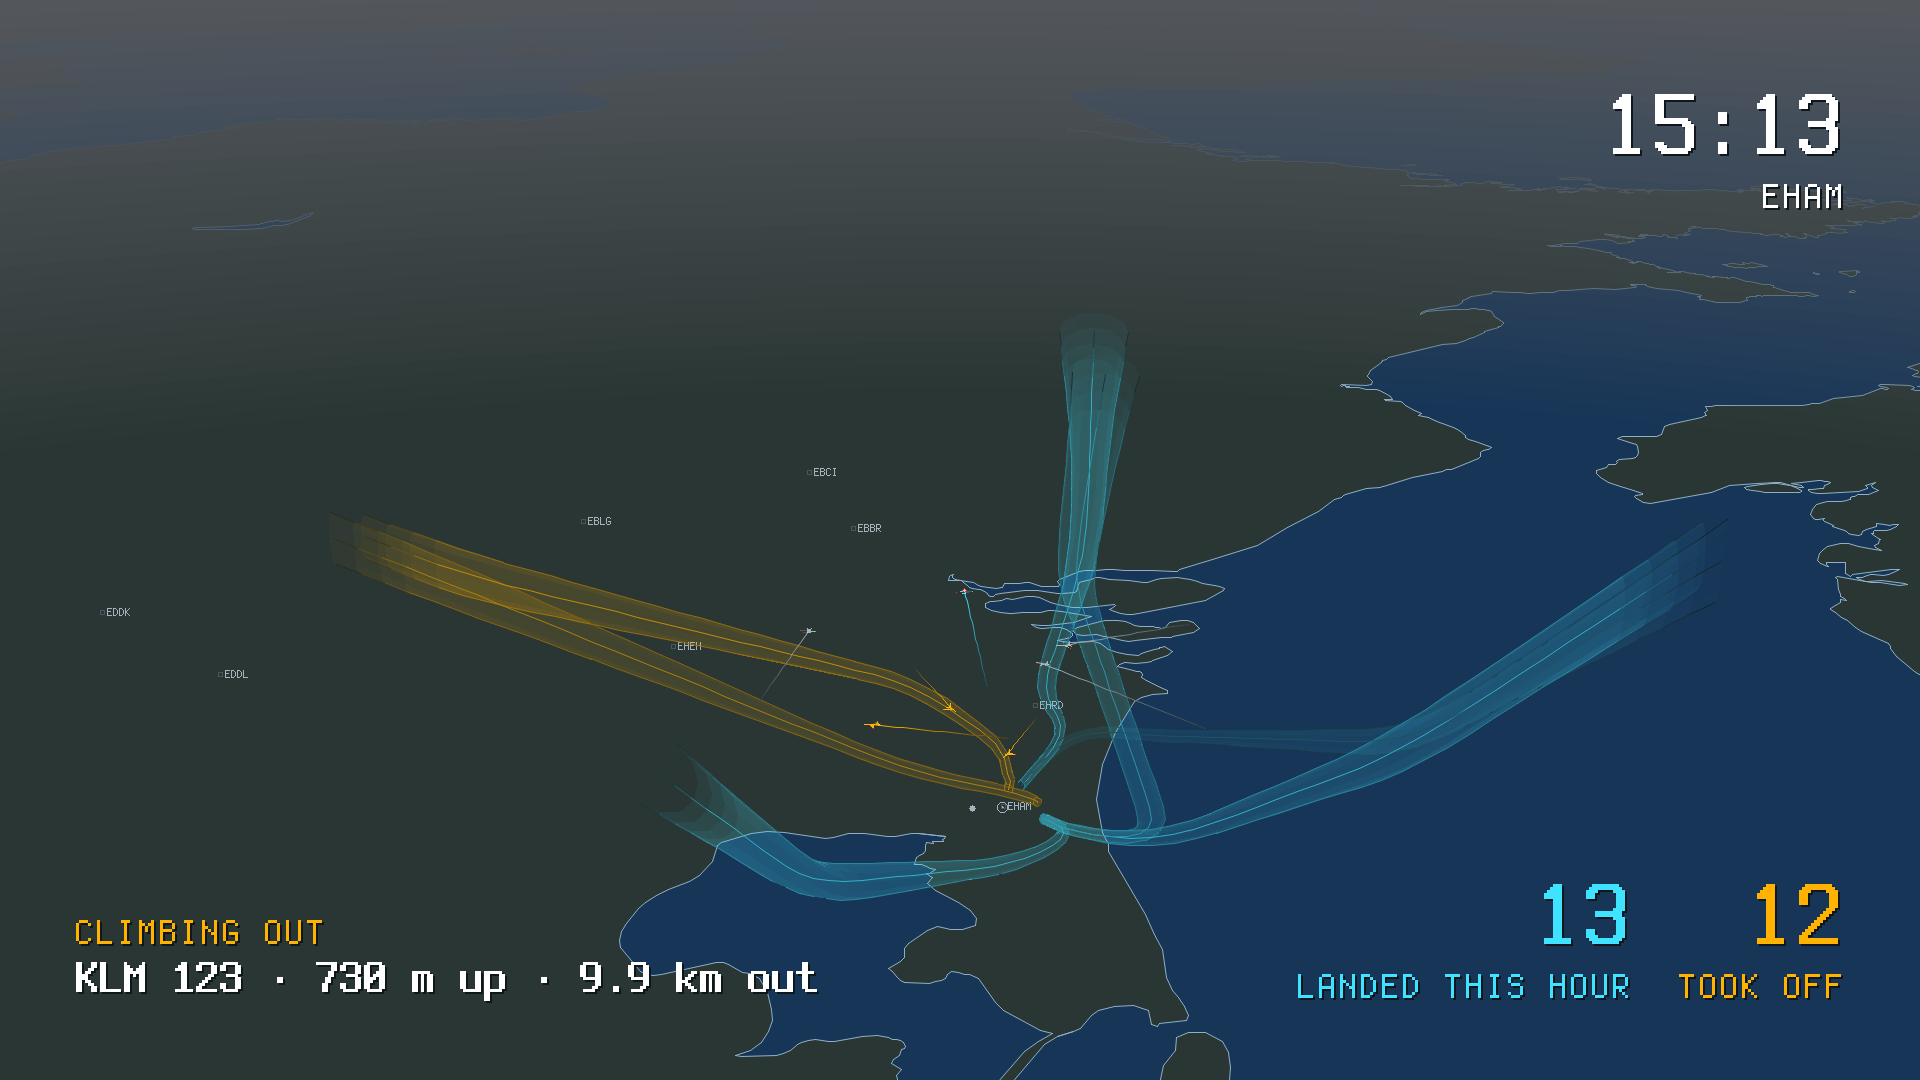 15:13
EHAM
EBCI
EBLG
EBBR
EDDK
EHEH
EDDL
EHRD
EHAM
CLIMBING OUT
KLM 123 · 730 m up · 9.9 km out
13 12
LANDED THIS HOUR TOOK OFF